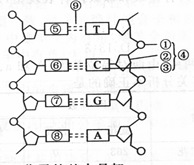 ⑨
⑤ T
①
⑥ C ② ④
③
⑦ G
⑧ A